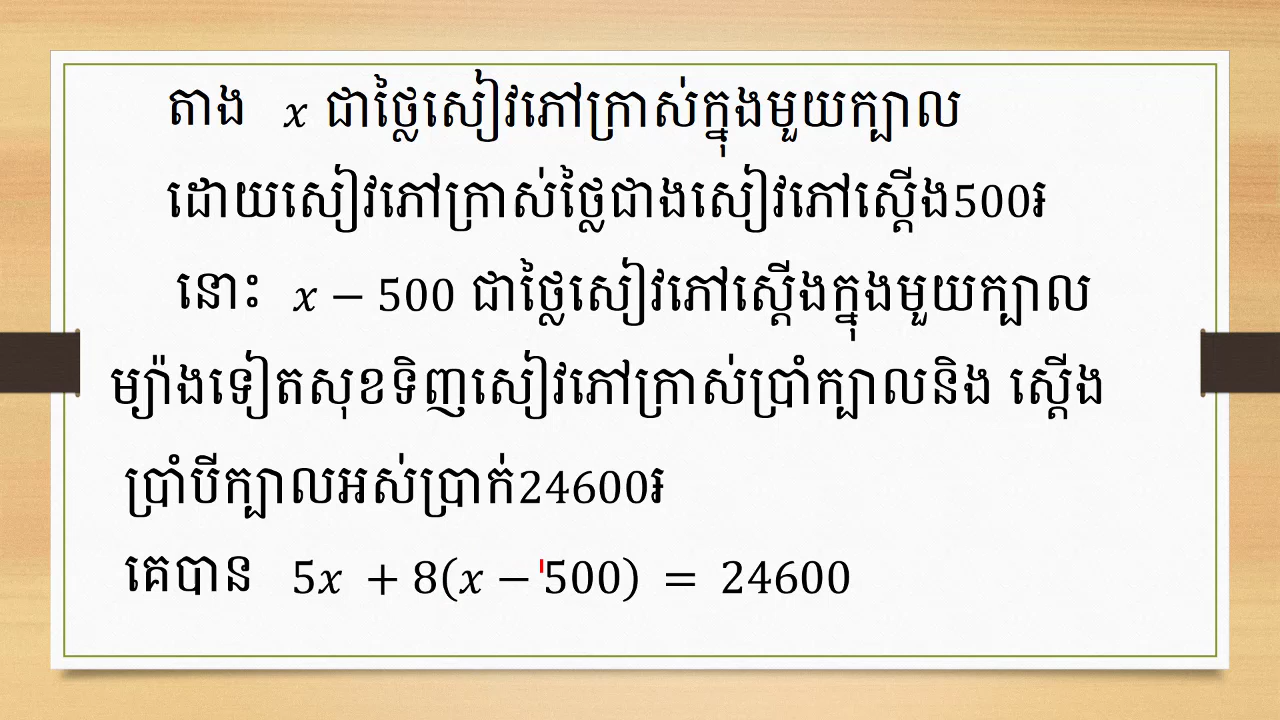 តាង x ជាថ្លៃសៀវភៅក្រាស់ក្នុងមួយក្បាល
ដោយសៀវភៅក្រាស់ថ្លៃជាងសៀវភៅស្តើង500៛
នោះ x − 500 ជាថ្លៃសៀវភៅស្តើងក្នុងមួយក្បាល
ម្យ៉ាងទៀតសុខទិញសៀវភៅក្រាស់ប្រាំក្បាលនិង ស្តើង
ប្រាំបីក្បាលអស់ប្រាក់24600៛
គេបាន 5x + 8(x − 500) = 24600